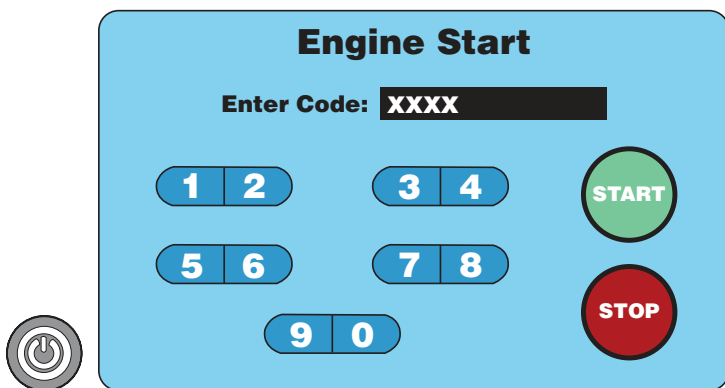 Engine Start
Enter Code: XXXX
1 2 3 4
START
5 6 7 8
STOP
9 0